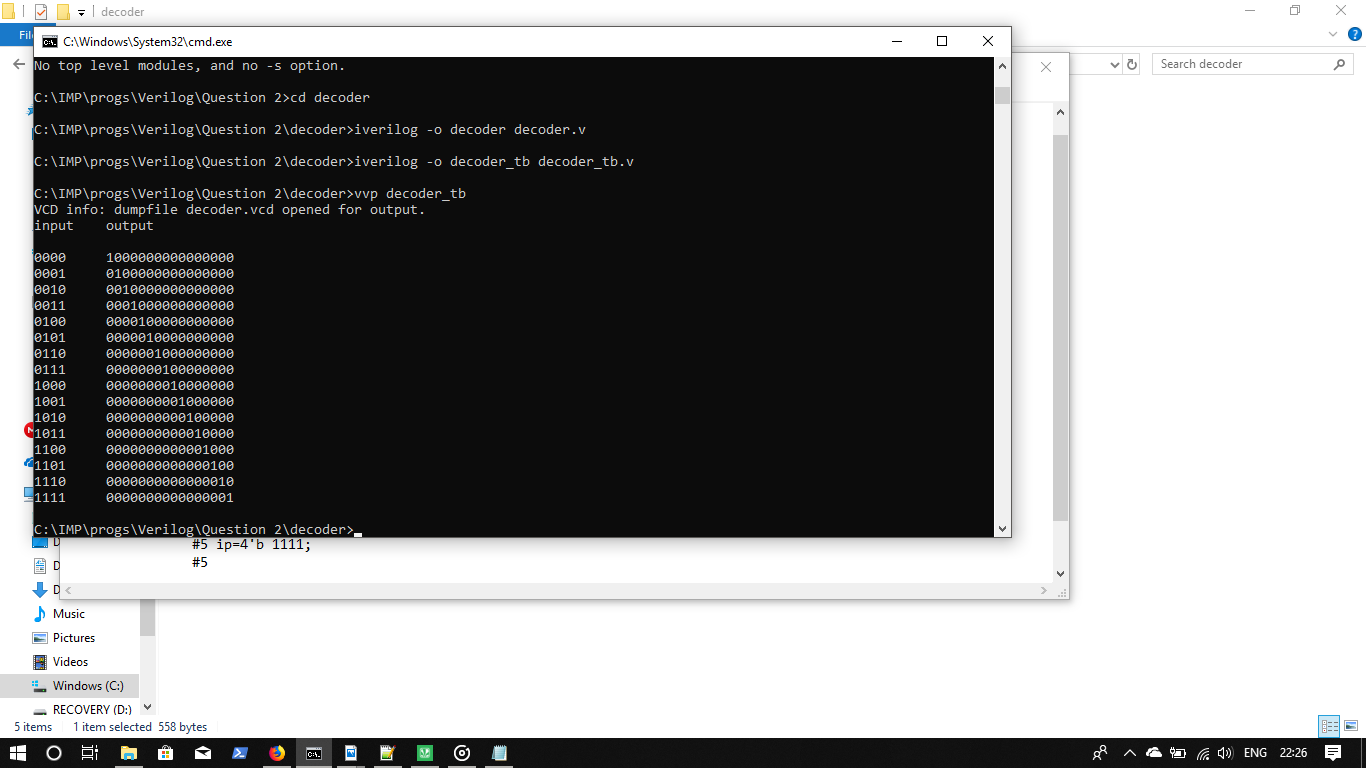 decoder
Fil
C:\Windows\System32\cmd.exe
Search decoder
No top level modules, and no -s option.
C:\IMP\progs\Verilog\Question 2>cd decoder
C:\IMP\progs\Verilog\Question 2\decoder>iverilog -o decoder decoder.v
C:\IMP\progs\Verilog\Question 2\decoder>iverilog -o decoder_tb decoder_tb.v
C:\IMP\progs\Verilog\Question 2\decoder>vvp decoder_tb
VCD info: dumpfile decoder.vcd opened for output.
input output
0000 1000000000000000
0001 0100000000000000
0010 0010000000000000
0011 0001000000000000
0100 0000100000000000
0101 0000010000000000
0110 0000001000000000
0111 0000000100000000
1000 0000000010000000
1001 0000000001000000
1010 0000000000100000
1011 0000000000010000
1100 0000000000001000
1101 0000000000000100
1110 0000000000000010
1111 0000000000000001
C:\IMP\progs\Verilog\Question 2\decoder>
#5 ip=4'b 1111;
#5
D
D
D
Music
Pictures
Videos
Windows (C:)
RECOVERY (D:)
5 items 1 item selected 558 bytes
ENG 22:26